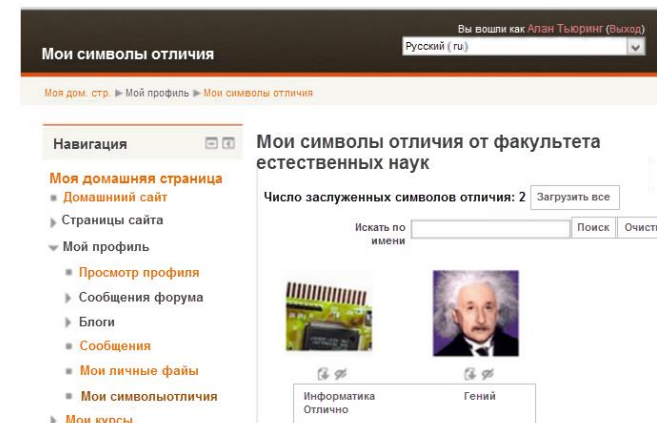 Вы вошли как Алан Тьюринг (Выход)
Мои символы отличия
Русский ( ru)
Моя дом. стр. ▶ Мой профиль ▶ Мои символы отличия
Навигация
Моя домашняя страница
Домашниий сайт
Страницы сайта
Мой профиль
Просмотр профиля
Сообщения форума
Блоги
Сообщения
Мои личные файы
Мои символыотличия
Мои курсы
Мои символы отличия от факультета
естественных наук
Число заслуженных символов отличия: 2 Загрузить все
Искать по
имени
Поиск
Информатика
Отлично
Гений